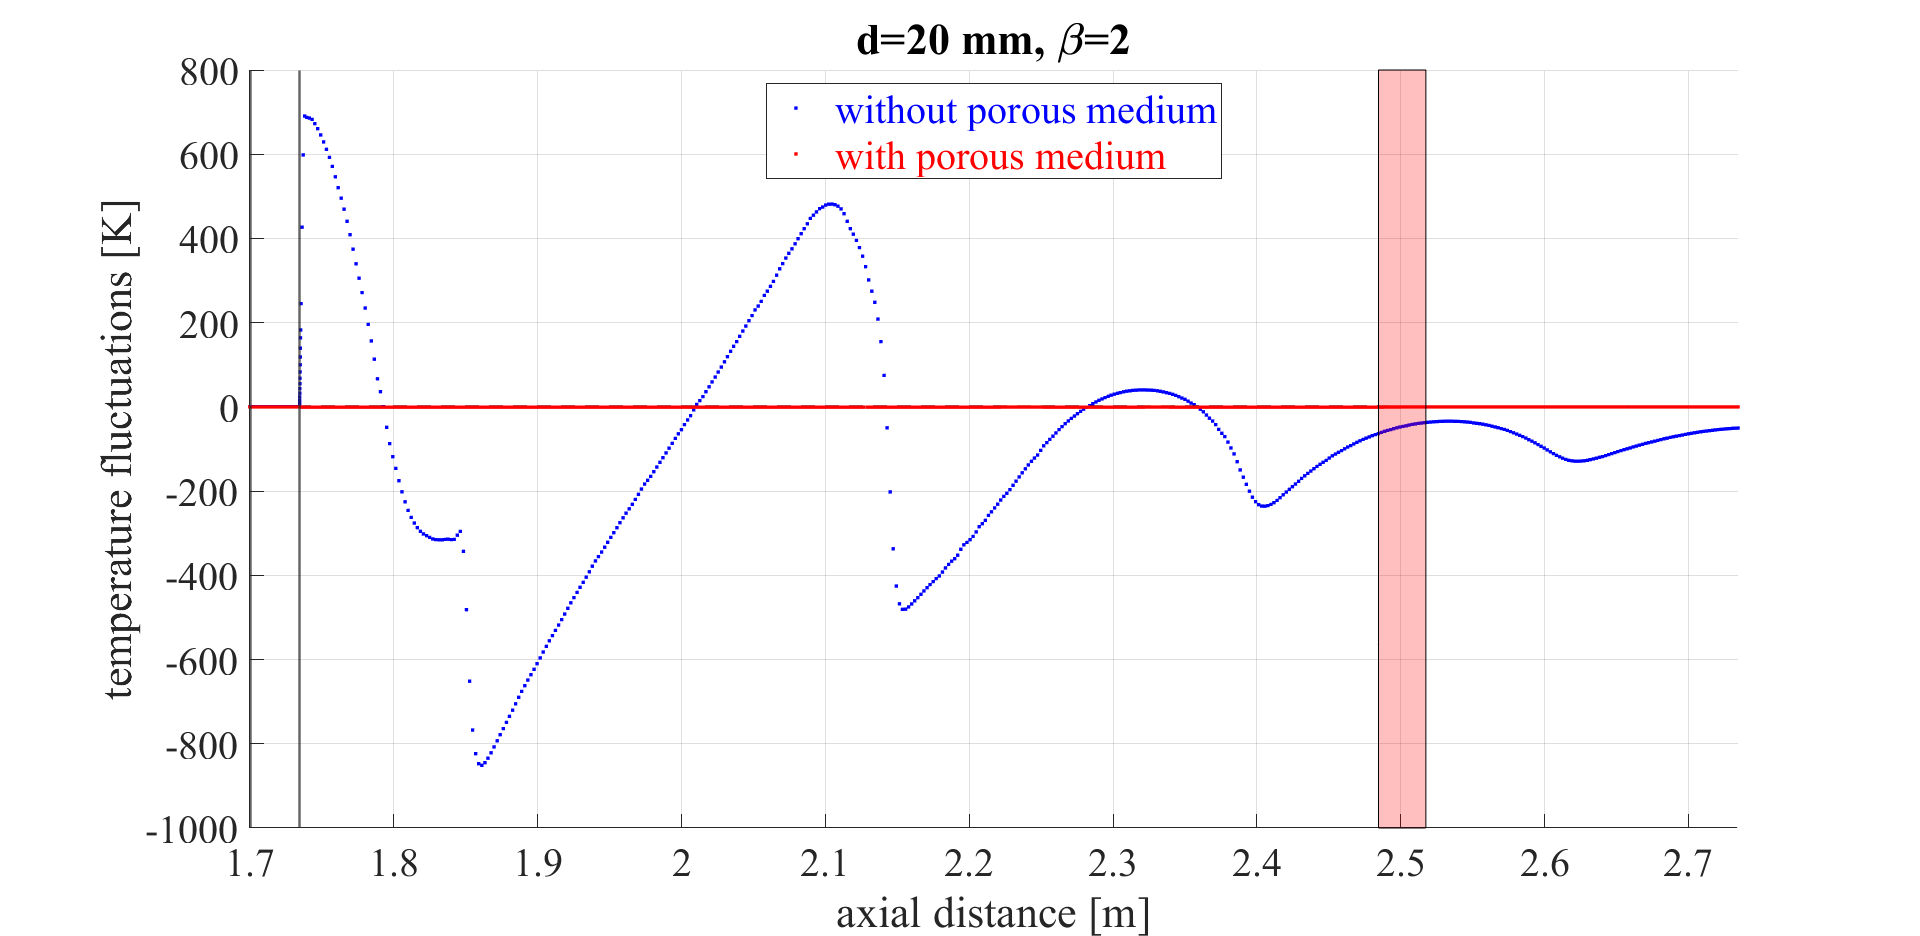 d=20 mm, β=2
without porous medium
with porous medium
temperature fluctuations [K]
800
600
400
200
0
-200
-400
-600
-800
-1000
1.7 1.8 1.9 2 2.1 2.2 2.3 2.4 2.5 2.6 2.7
axial distance [m]